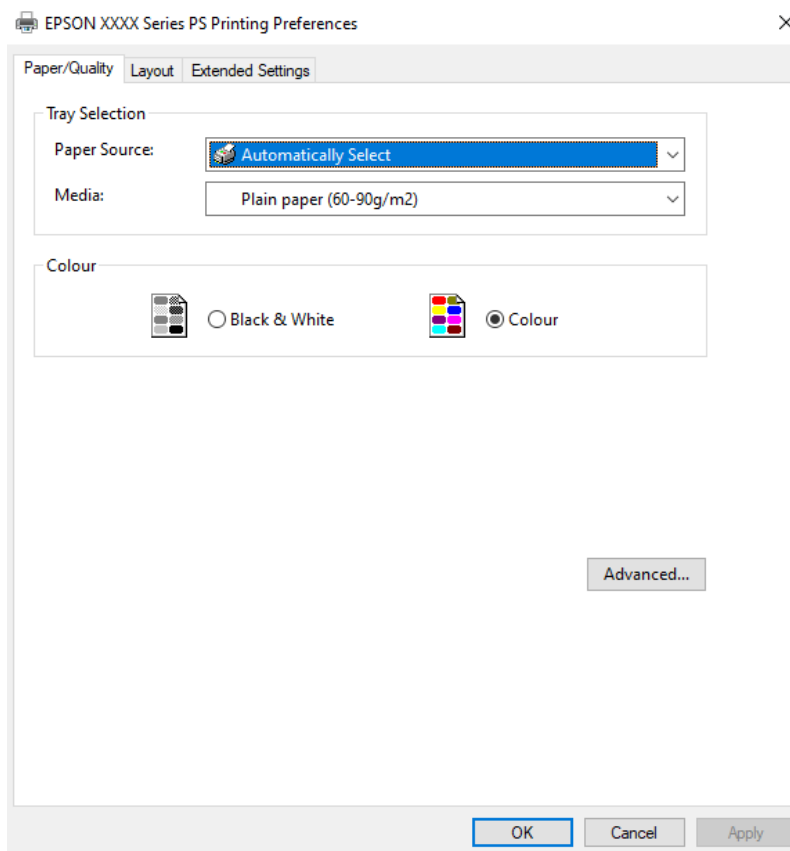 EPSON XXXX Series PS Printing Preferences
Paper/Quality Layout Extended Settings
Tray Selection
Paper Source: Automatically Select
Media: Plain paper (60-90g/m2)
Colour
Black & White Colour
Advanced...
OK Cancel Apply